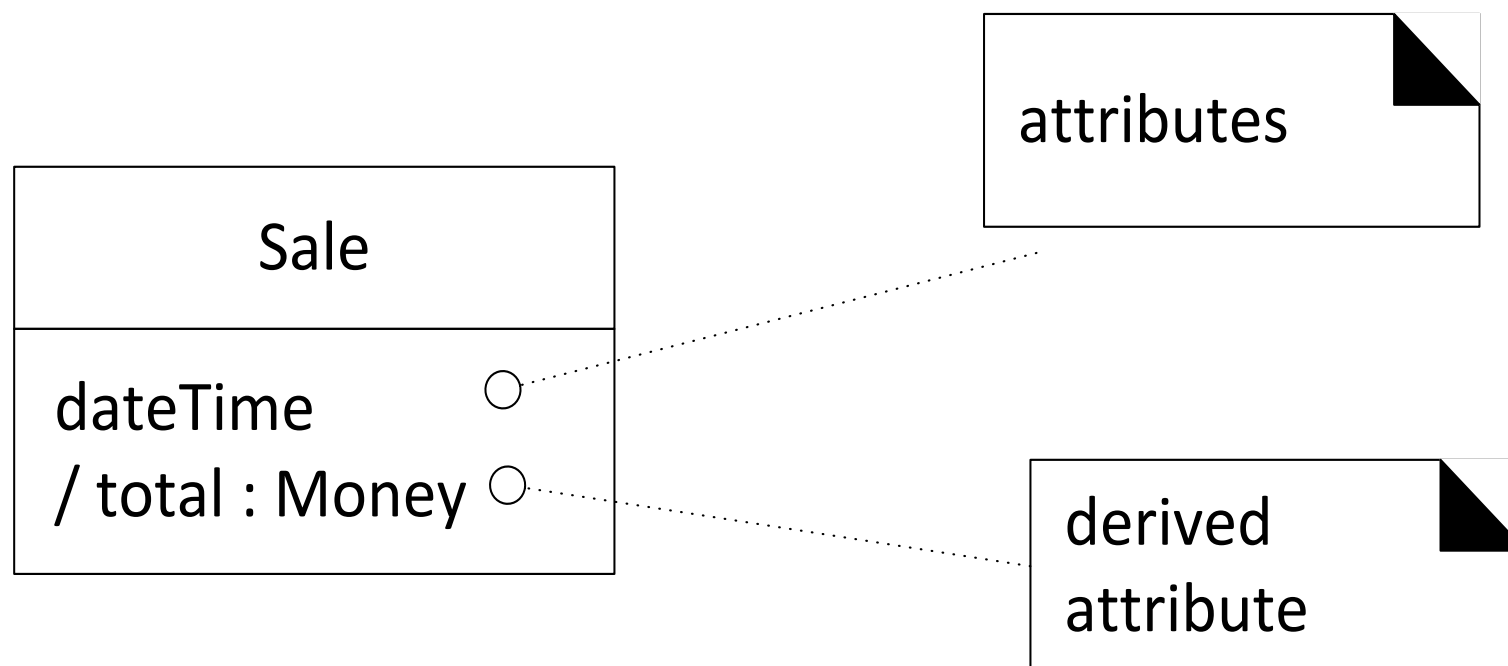 Sale
dateTime
/ total : Money
attributes
derived
attribute